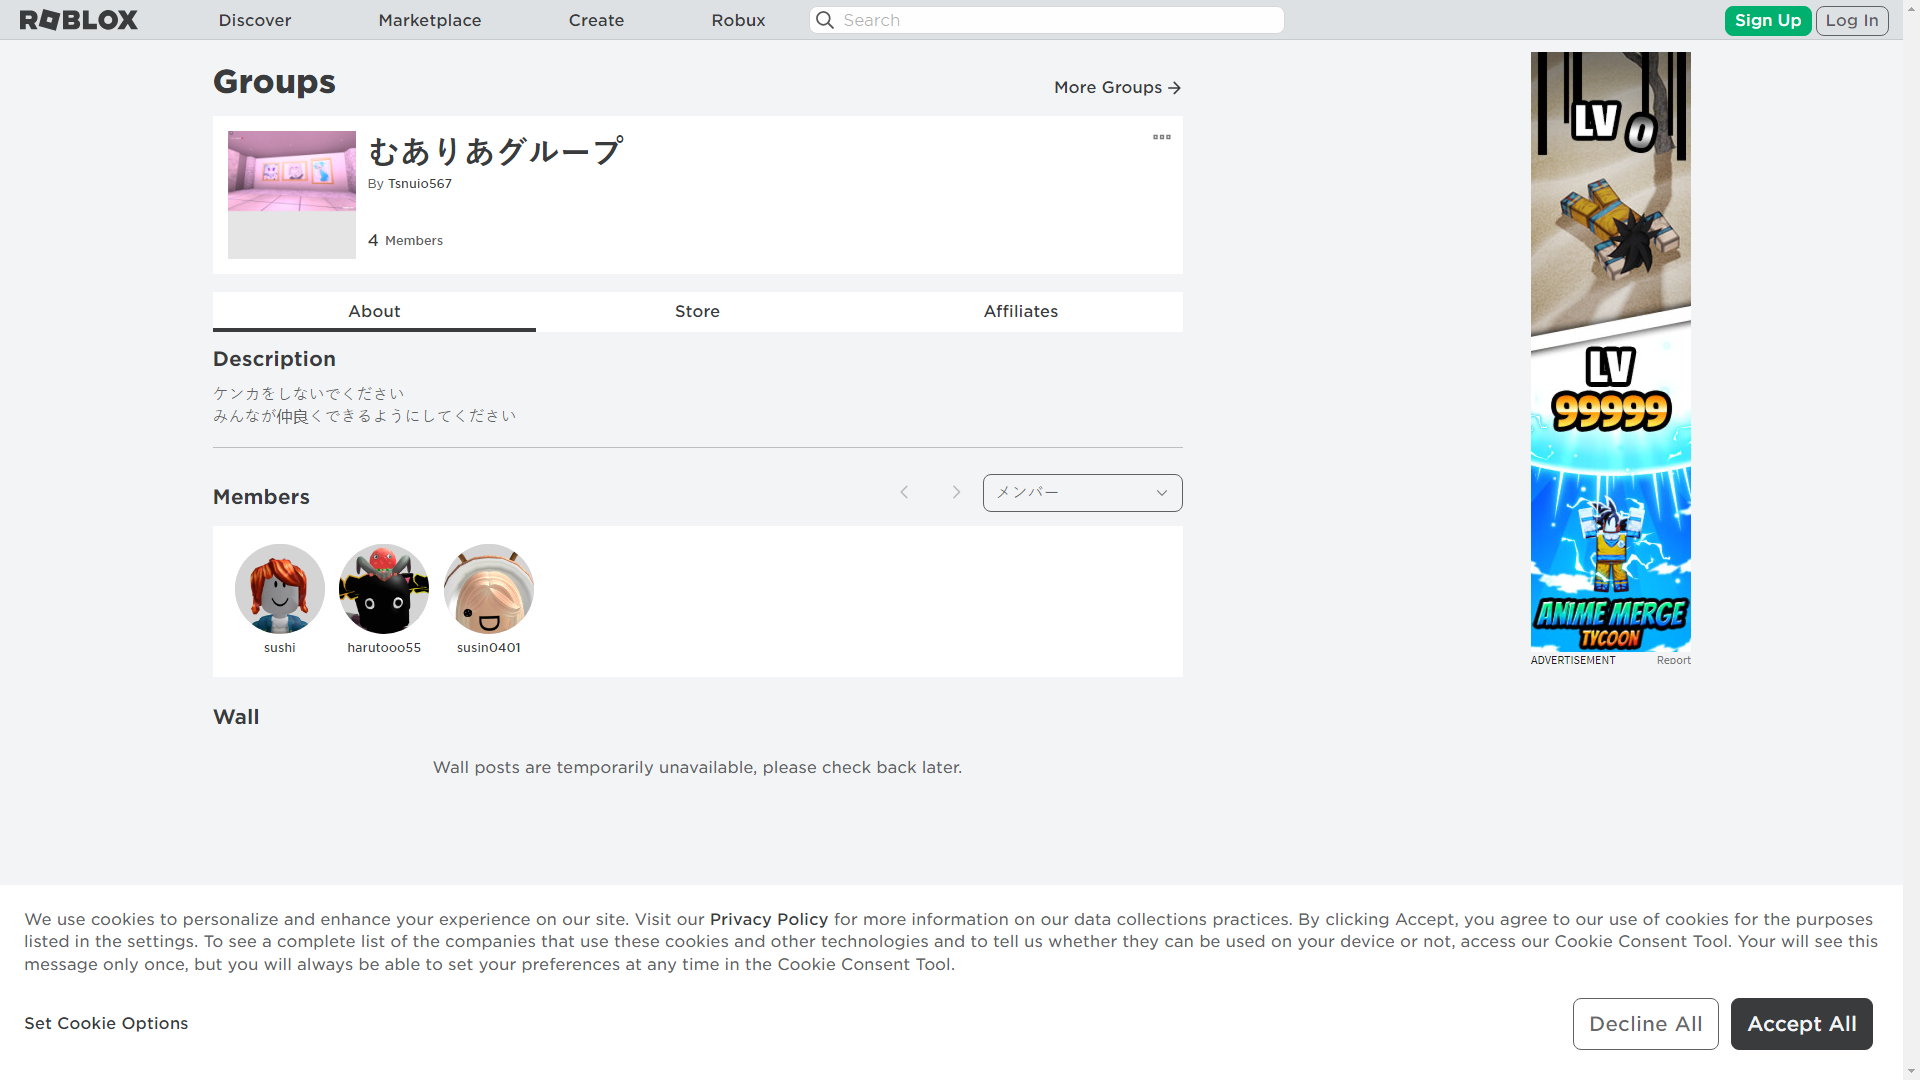 ROBLOX
Discover
Marketplace
Create
Robux
Search
Sign Up
Log In
Groups
More Groups
むありあグループ
By Tsnuio567
4 Members
About
Store
Affiliates
Description
ケンカをしないでください
みんなが仲良くできるようにしてください
Members
メンバー
sushi
harutooo55
susin0401
Wall
Wall posts are temporarily unavailable, please check back later.
LV 0
LV
99999
ANIME MERGE
TYCOON
ADVERTISEMENT
Report
We use cookies to personalize and enhance your experience on our site. Visit our Privacy Policy for more information on our data collections practices. By clicking Accept, you agree to our use of cookies for the purposes
listed in the settings. To see a complete list of the companies that use these cookies and other technologies and to tell us whether they can be used on your device or not, access our Cookie Consent Tool. Your will see this
message only once, but you will always be able to set your preferences at any time in the Cookie Consent Tool.
Set Cookie Options
Decline All
Accept All